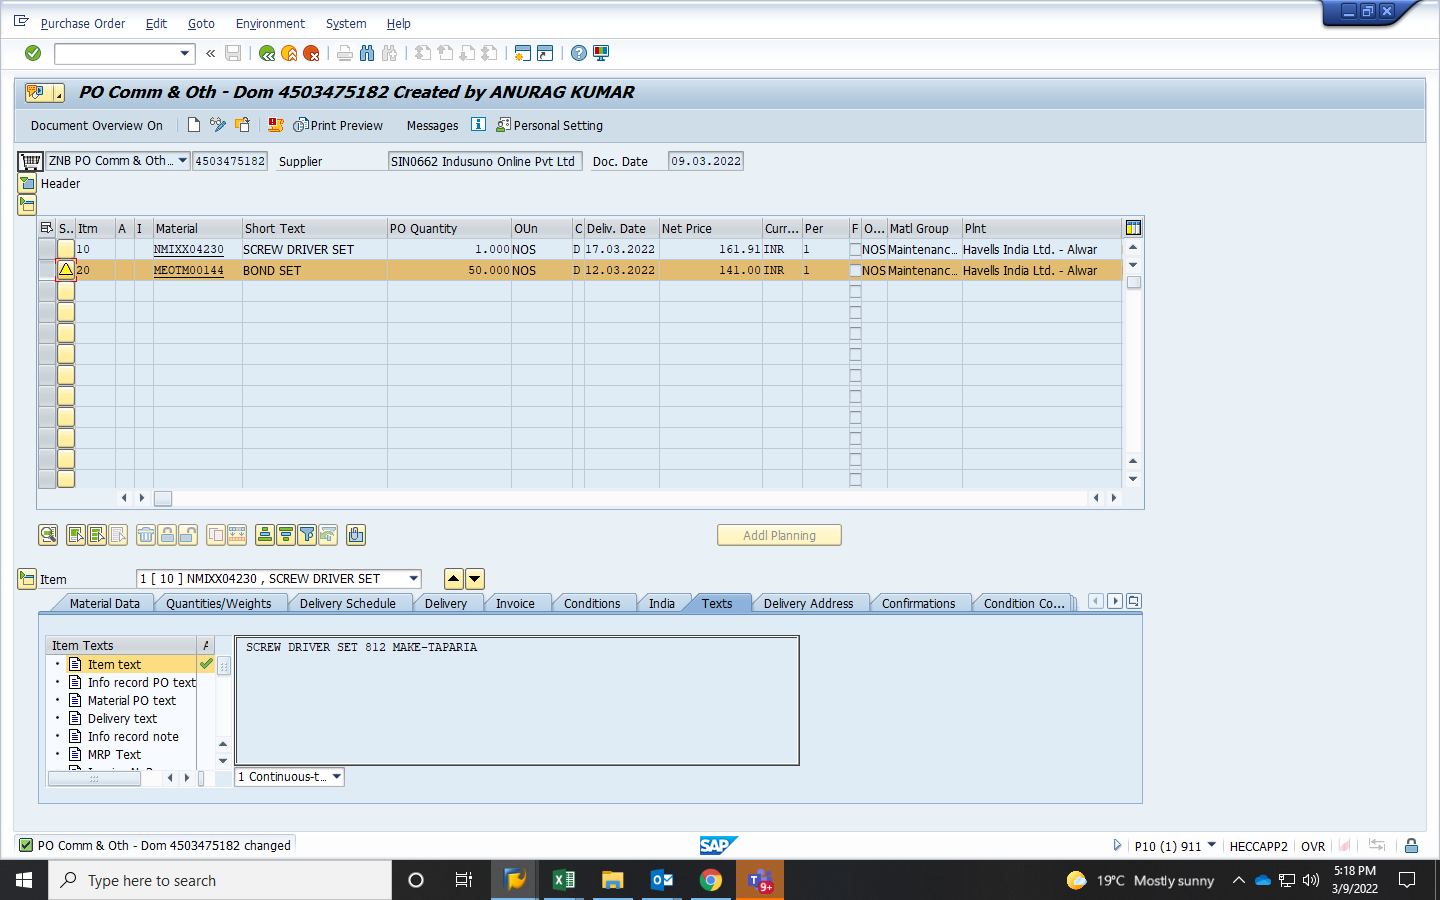 Purchase Order Edit Goto Environment System Help
PO Comm & Oth - Dom 4503475182 Created by ANURAG KUMAR
Document Overview On Print Preview Messages Personal Setting
ZNB PO Comm & Oth... 4503475182 Supplier SIN0662 Indusuno Online Pvt Ltd Doc. Date 09.03.2022
Header
S.. Itm A I Material Short Text PO Quantity OUn C Deliv. Date Net Price Curr... Per F O... Matl Group Plnt
10 NMIXX04230 SCREW DRIVER SET 1.000 NOS D 17.03.2022 161.91 INR 1 NOS Maintenanc... Havells India Ltd. - Alwar
20 MEOTM00144 BOND SET 50.000 NOS D 12.03.2022 141.00 INR 1 NOS Maintenanc... Havells India Ltd. - Alwar
Addl Planning
Item 1 [ 10 ] NMIXX04230 , SCREW DRIVER SET
Material Data Quantities/Weights Delivery Schedule Delivery Invoice Conditions India Texts Delivery Address Confirmations Condition Co...
Item Texts A
SCREW DRIVER SET 812 MAKE-TAPARIA
Item text
Info record PO text
Material PO text
Delivery text
Info record note
MRP Text
1 Continuous-t...
PO Comm & Oth - Dom 4503475182 changed
SAP
P10 (1) 911 HECCAPP2 OVR
Type here to search
9+
19°C Mostly sunny
5:18 PM
3/9/2022